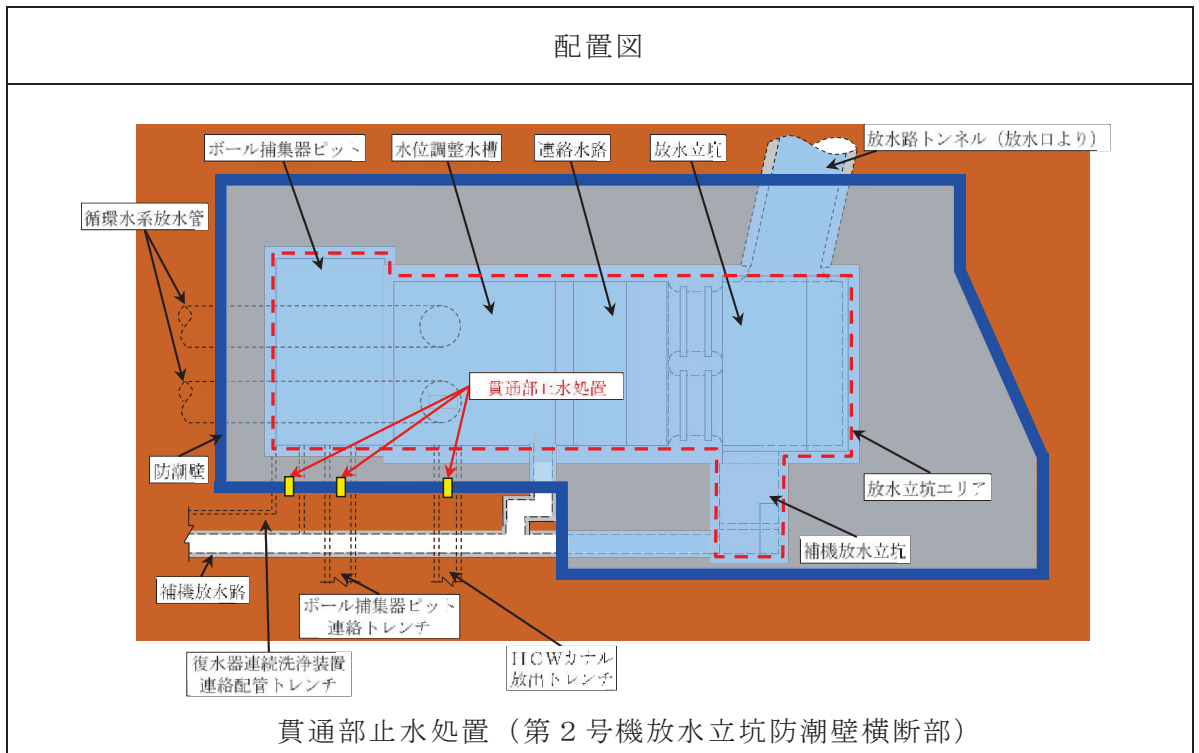 配置図
ボール捕集器ピット
水位調整水槽
連絡水路
放水立坑
放水路トンネル（放水口より）
循環水系放水管
貫通部止水処置
防潮壁
放水立坑エリア
補機放水立坑
補機放水路
ボール捕集器ピット
連絡トレンチ
HCWカナル
放出トレンチ
復水器連続洗浄装置
連絡配管トレンチ
貫通部止水処置（第２号機放水立坑防潮壁横断部）